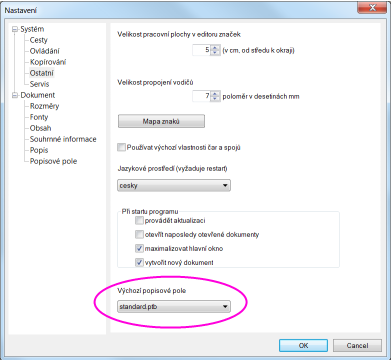 Nastavení
Systém
Cesty
Ovládání
Kopírování
Ostatní
Servis
Dokument
Rozměry
Fonty
Obsah
Souhrnné informace
Popis
Popisové pole
Velikost pracovní plochy v editoru značek
5 (v cm, od středu k okraji)
Velikost propojení vodičů
7 poloměr v desetinách mm
Mapa znaků
Používat výchozí vlastnosti čar a spojů
Jazykové prostředí (vyžaduje restart)
cesky
Při startu programu
provádět aktualizaci
otevřít naposledy otevřené dokumenty
maximalizovat hlavní okno
vytvořit nový dokument
Výchozí popisové pole
standard.ptb
OK Cancel